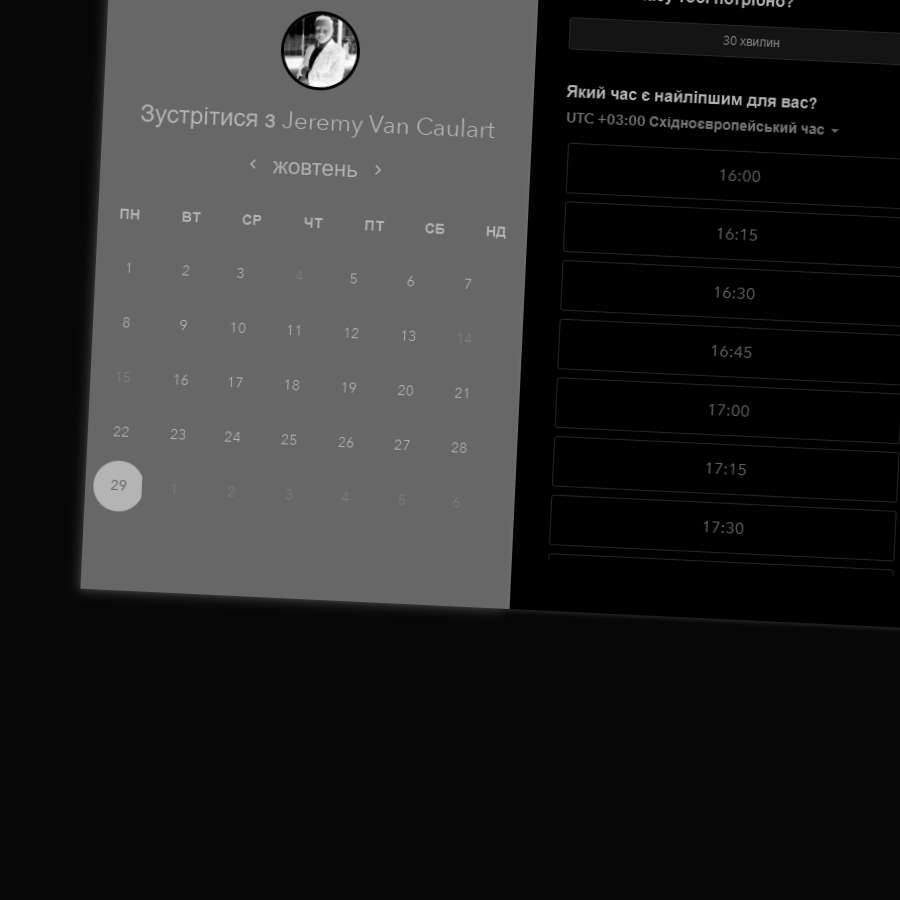 Зустрітися з Jeremy Van Caulart
жовтень
ПН ВТ СР ЧТ ПТ СБ НД
1 2 3 4 5 6 7
8 9 10 11 12 13 14
15 16 17 18 19 20 21
22 23 24 25 26 27 28
29 1 2 3 4 5 6
потрібно?
30 хвилин
Який час є найліпшим для вас?
UTC +03:00 Східноєвропейський час
16:00
16:15
16:30
16:45
17:00
17:15
17:30